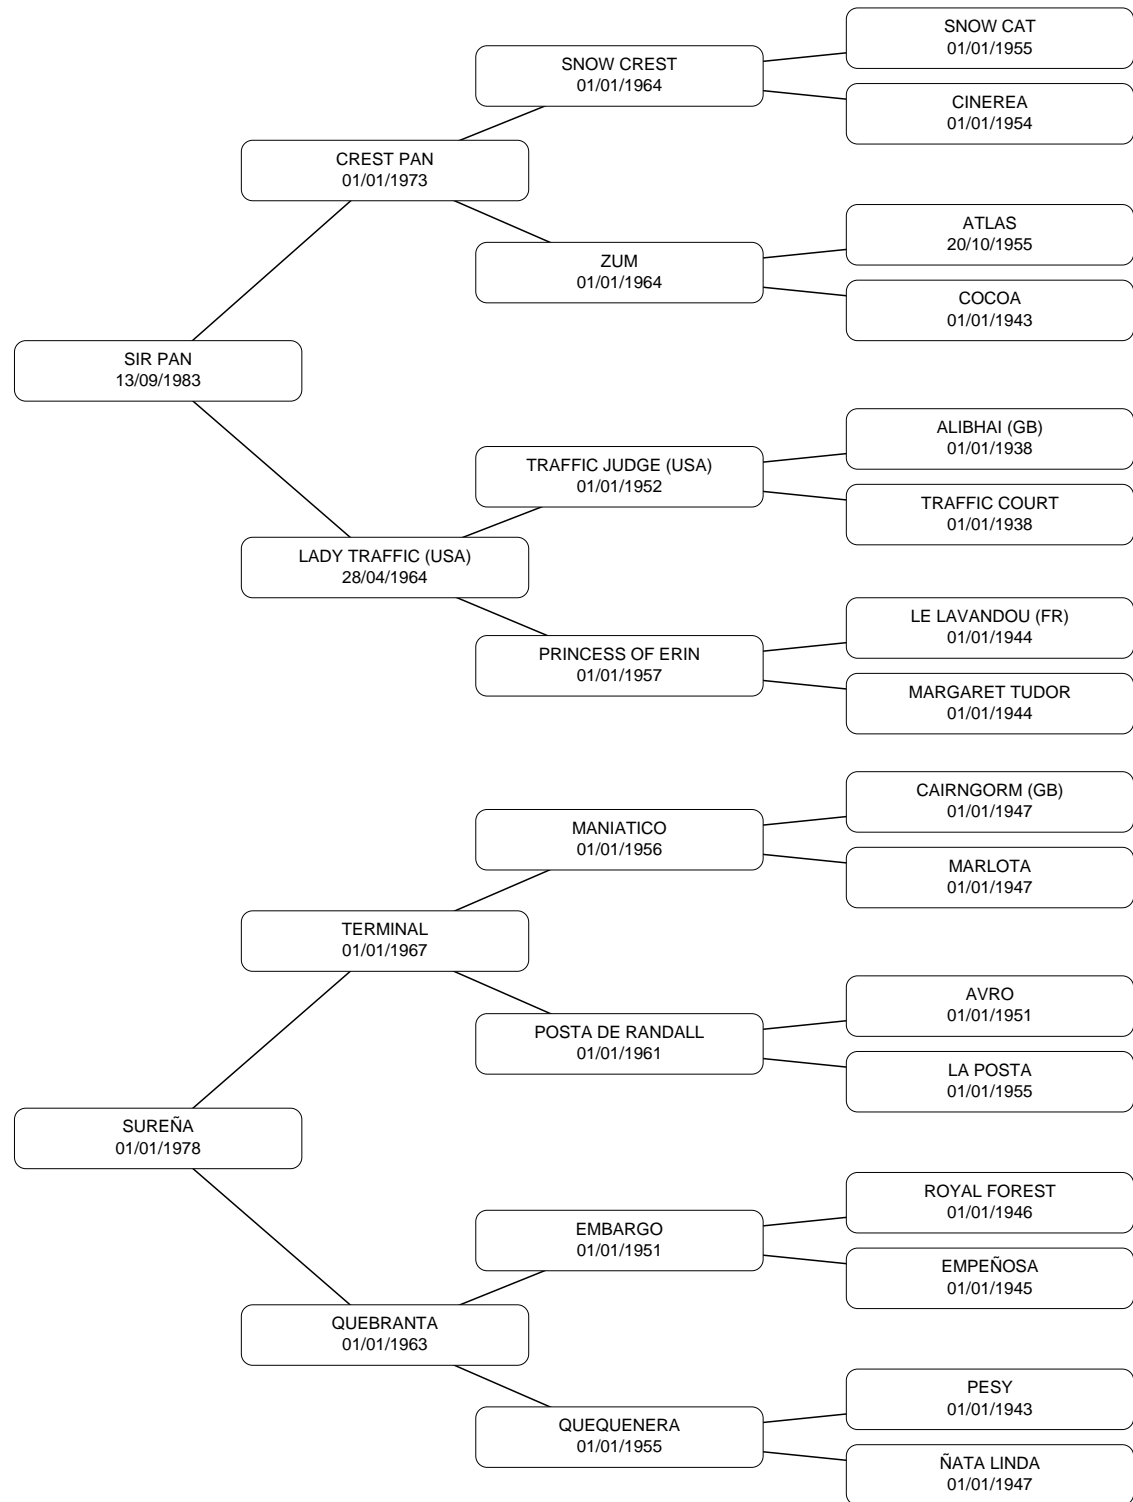 SNOW CAT
01/01/1955
SNOW CREST
01/01/1964
CINEREA
01/01/1954
CREST PAN
01/01/1973
ATLAS
20/10/1955
ZUM
01/01/1964
COCOA
01/01/1943
SIR PAN
13/09/1983
ALIBHAI (GB)
01/01/1938
TRAFFIC JUDGE (USA)
01/01/1952
TRAFFIC COURT
01/01/1938
LADY TRAFFIC (USA)
28/04/1964
LE LAVANDOU (FR)
01/01/1944
PRINCESS OF ERIN
01/01/1957
MARGARET TUDOR
01/01/1944
CAIRNGORM (GB)
01/01/1947
MANIATICO
01/01/1956
MARLOTA
01/01/1947
TERMINAL
01/01/1967
AVRO
01/01/1951
POSTA DE RANDALL
01/01/1961
LA POSTA
01/01/1955
SUREÑA
01/01/1978
ROYAL FOREST
01/01/1946
EMBARGO
01/01/1951
EMPEÑOSA
01/01/1945
QUEBRANTA
01/01/1963
PESY
01/01/1943
QUEQUENERA
01/01/1955
ÑATA LINDA
01/01/1947